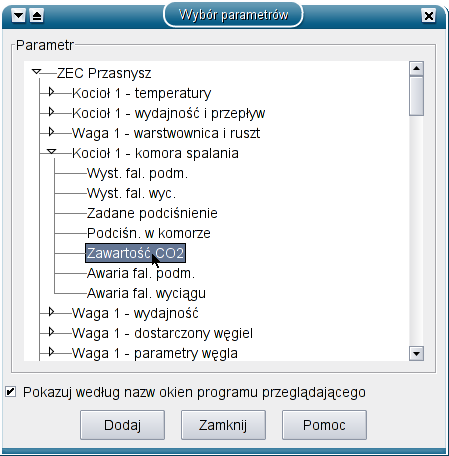 Wybór parametrów
Parametr
ZEC Przasnysz
Kocioł 1 - temperatury
Kocioł 1 - wydajność i przepływ
Waga 1 - warstwownica i ruszt
Kocioł 1 - komora spalania
Wyst. fal. podm.
Wyst. fal. wyc.
Zadane podciśnienie
Podciśn. w komorze
Zawartość CO2
Awaria fal. podm.
Awaria fal. wyciągu
Waga 1 - wydajność
Waga 1 - dostarczony węgiel
Waga 1 - parametry węgla
Pokazuj według nazw okien programu przeglądającego
Dodaj
Zamknij
Pomoc